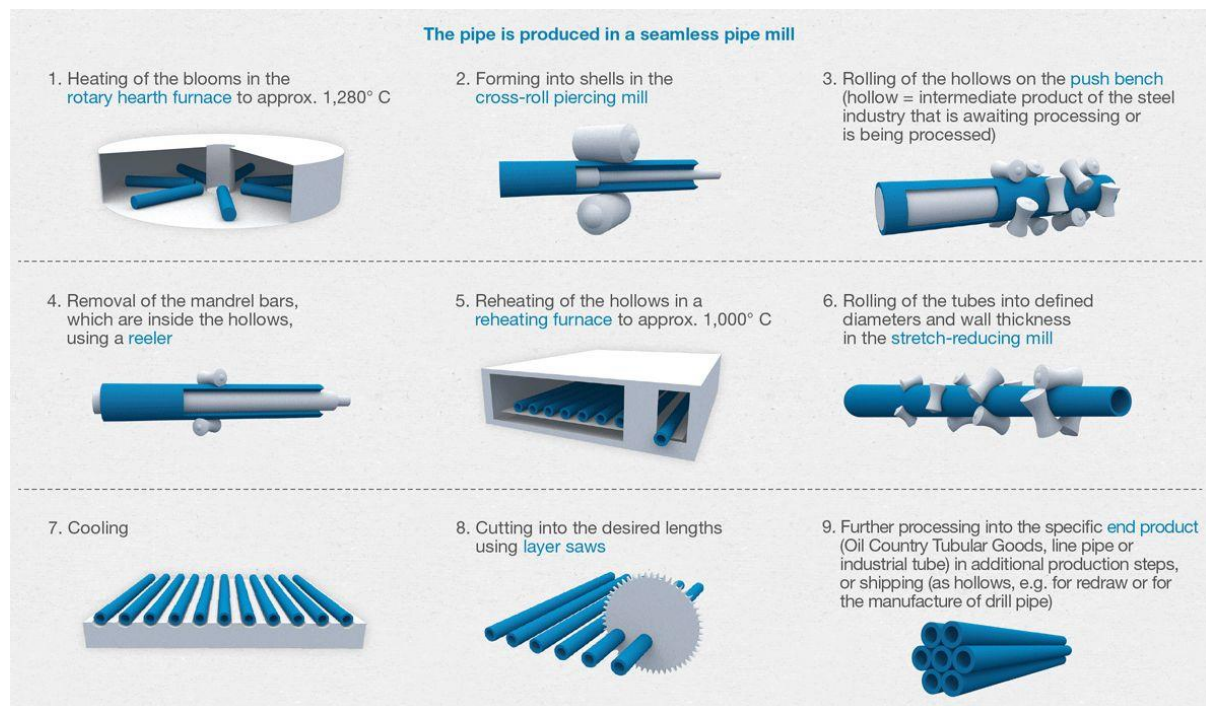 The pipe is produced in a seamless pipe mill
1. Heating of the blooms in the
rotary hearth furnace to approx. 1,280° C
2. Forming into shells in the
cross-roll piercing mill
3. Rolling of the hollows on the push bench
(hollow = intermediate product of the steel
industry that is awaiting processing or
is being processed)
4. Removal of the mandrel bars,
which are inside the hollows,
using a reeler
5. Reheating of the hollows in a
reheating furnace to approx. 1,000° C
6. Rolling of the tubes into defined
diameters and wall thickness
in the stretch-reducing mill
7. Cooling
8. Cutting into the desired lengths
using layer saws
9. Further processing into the specific end product
(Oil Country Tubular Goods, line pipe or
industrial tube) in additional production steps,
or shipping (as hollows, e.g. for redraw or for
the manufacture of drill pipe)